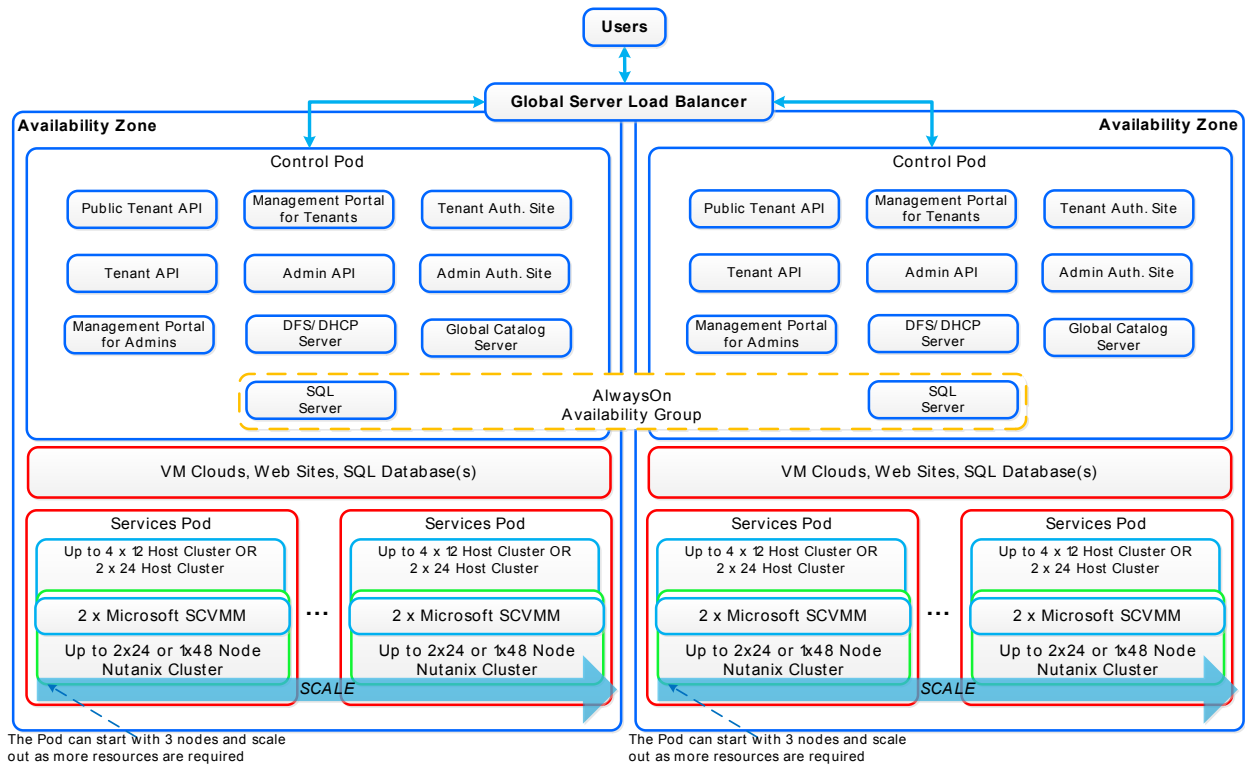 Users
Global Server Load Balancer
Availability Zone
Control Pod
Public Tenant API
Management Portal
for Tenants
Tenant Auth. Site
Tenant API
Admin API
Admin Auth. Site
Management Portal
for Admins
DFS/DHCP
Server
Global Catalog
Server
SQL
Server
AlwaysOn
Availability Group
VM Clouds, Web Sites, SQL Database(s)
Services Pod
Up to 4 x 12 Host Cluster OR
2 x 24 Host Cluster
2 x Microsoft SCVMM
Up to 2x24 or 1x48 Node
Nutanix Cluster
...
Services Pod
Up to 4 x 12 Host Cluster OR
2 x 24 Host Cluster
2 x Microsoft SCVMM
Up to 2x24 or 1x48 Node
Nutanix Cluster
SCALE
The Pod can start with 3 nodes and scale
out as more resources are required
Availability Zone
Control Pod
Public Tenant API
Management Portal
for Tenants
Tenant Auth. Site
Tenant API
Admin API
Admin Auth. Site
Management Portal
for Admins
DFS/DHCP
Server
Global Catalog
Server
SQL
Server
VM Clouds, Web Sites, SQL Database(s)
Services Pod
Up to 4 x 12 Host Cluster OR
2 x 24 Host Cluster
2 x Microsoft SCVMM
Up to 2x24 or 1x48 Node
Nutanix Cluster
...
Services Pod
Up to 4 x 12 Host Cluster OR
2 x 24 Host Cluster
2 x Microsoft SCVMM
Up to 2x24 or 1x48 Node
Nutanix Cluster
SCALE
The Pod can start with 3 nodes and scale
out as more resources are required